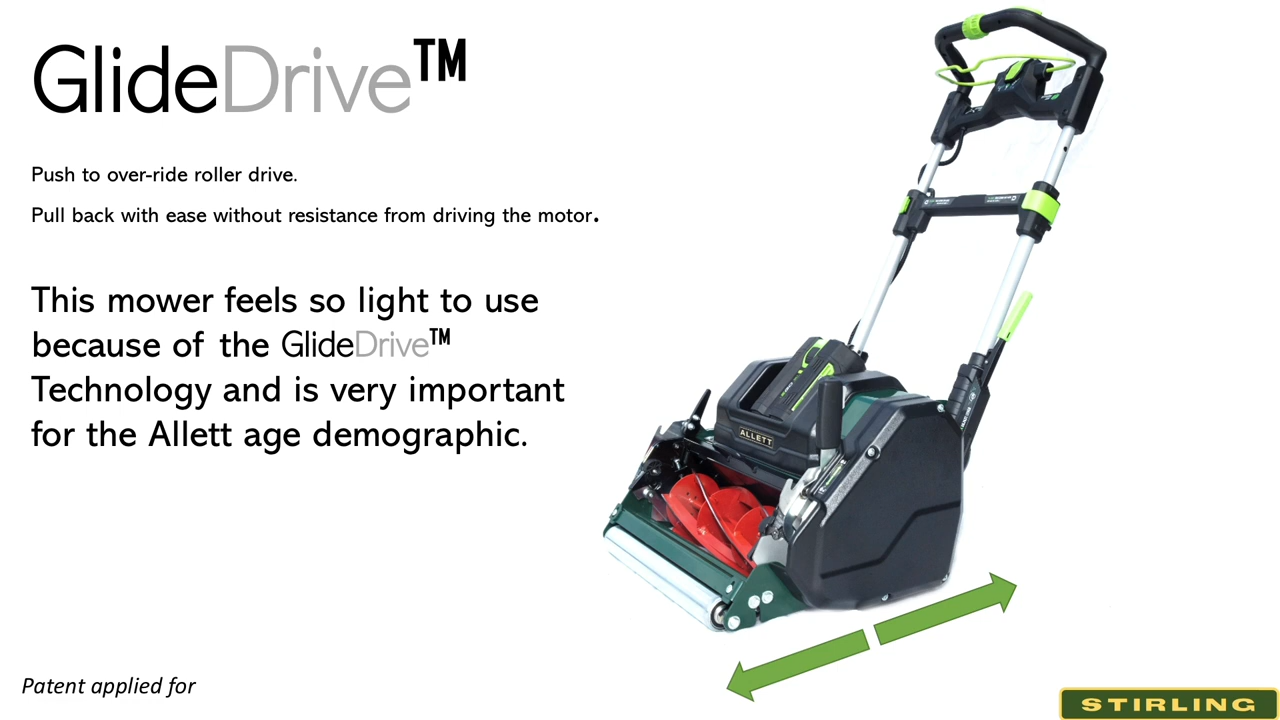 GlideDrive™
Push to over-ride roller drive.
Pull back with ease without resistance from driving the motor.
This mower feels so light to use
because of the GlideDrive™
Technology and is very important
for the Allett age demographic.
ALLETT
Patent applied for
STIRLING